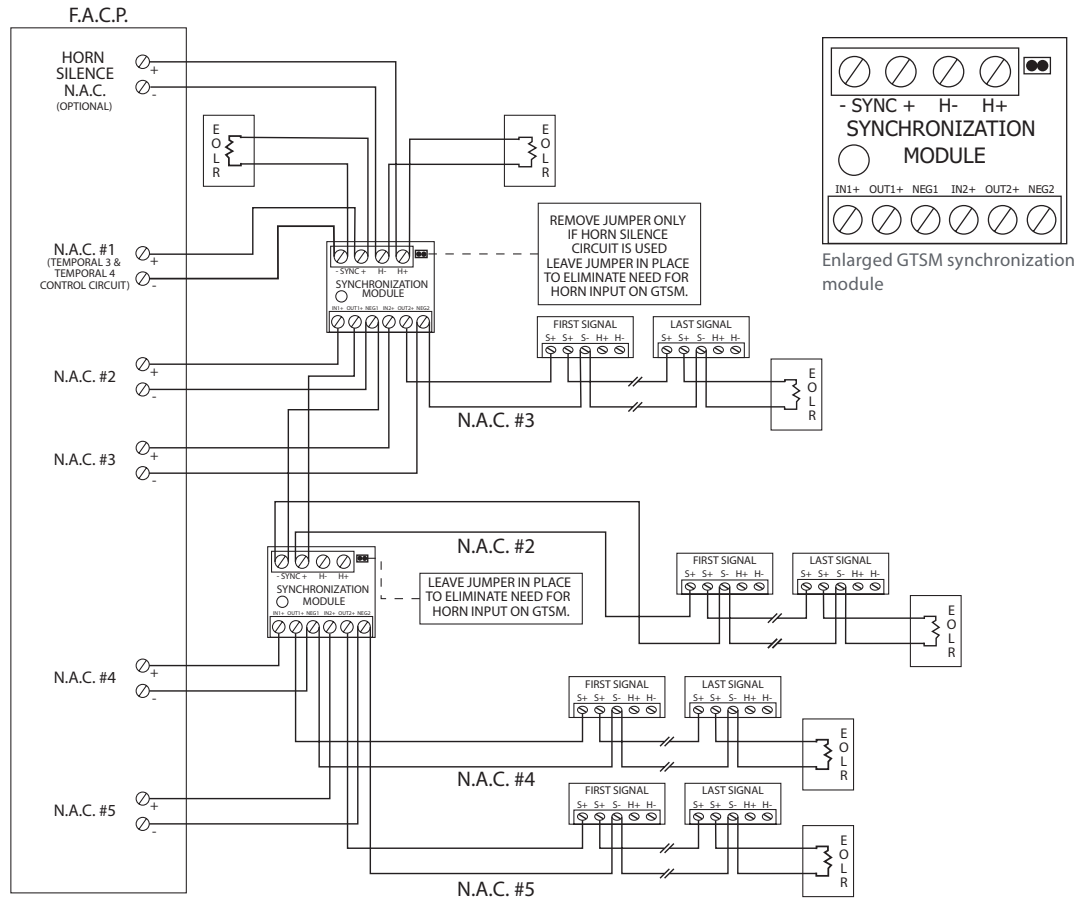 F.A.C.P.
HORN
SILENCE
N.A.C.
(OPTIONAL)
+
-
E
O
L
R
E
O
L
R
N.A.C. #1
(TEMPORAL 3 &
TEMPORAL 4
CONTROL CIRCUIT)
+
-
- SYNC + H- H+
SYNCHRONIZATION
MODULE
IN1+ OUT1+ NEG1 IN2+ OUT2+ NEG2
REMOVE JUMPER ONLY
IF HORN SILENCE
CIRCUIT IS USED
LEAVE JUMPER IN PLACE
TO ELIMINATE NEED FOR
HORN INPUT ON GTSM.
- SYNC + H- H+
SYNCHRONIZATION
MODULE
IN1+ OUT1+ NEG1 IN2+ OUT2+ NEG2
Enlarged GTSM synchronization
module
N.A.C. #2
+
-
FIRST SIGNAL
S+ S+ S- H+ H-
LAST SIGNAL
S+ S+ S- H+ H-
E
O
L
R
N.A.C. #3
N.A.C. #3
+
-
N.A.C. #2
- SYNC + H- H+
SYNCHRONIZATION
MODULE
IN1+ OUT1+ NEG1 IN2+ OUT2+ NEG2
LEAVE JUMPER IN PLACE
TO ELIMINATE NEED FOR
HORN INPUT ON GTSM.
FIRST SIGNAL
S+ S+ S- H+ H-
LAST SIGNAL
S+ S+ S- H+ H-
E
O
L
R
N.A.C. #4
+
-
FIRST SIGNAL
S+ S+ S- H+ H-
LAST SIGNAL
S+ S+ S- H+ H-
E
O
L
R
N.A.C. #4
N.A.C. #5
+
-
FIRST SIGNAL
S+ S+ S- H+ H-
LAST SIGNAL
S+ S+ S- H+ H-
E
O
L
R
N.A.C. #5